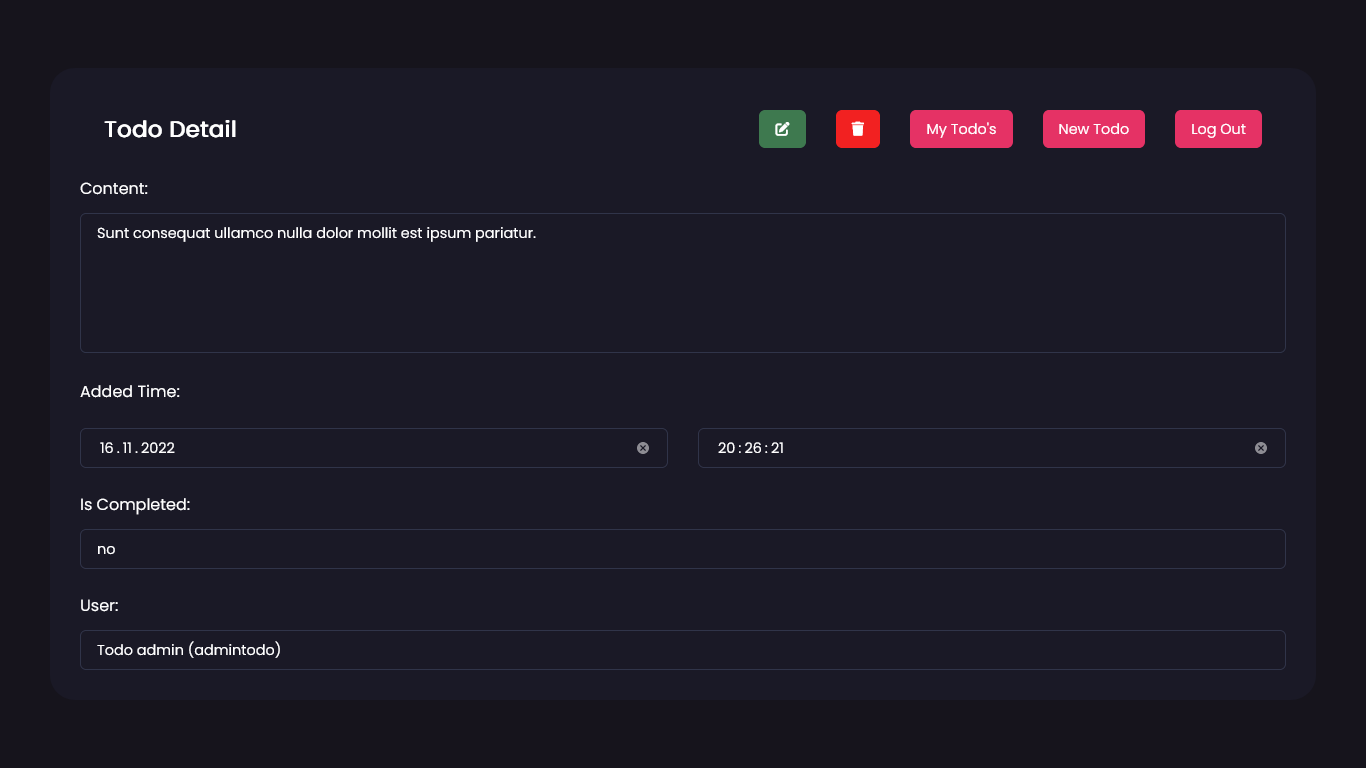 Todo Detail
My Todo's
New Todo
Log Out
Content:
Sunt consequat ullamco nulla dolor mollit est ipsum pariatur.
Added Time:
16.11.2022
20:26:21
Is Completed:
no
User:
Todo admin (admintodo)